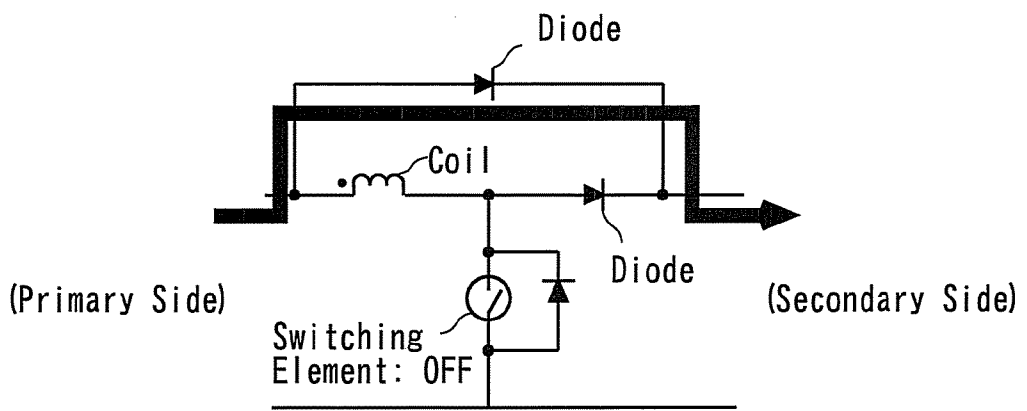 Diode
Coil
Diode
(Primary Side)
(Secondary Side)
Switching
Element: OFF